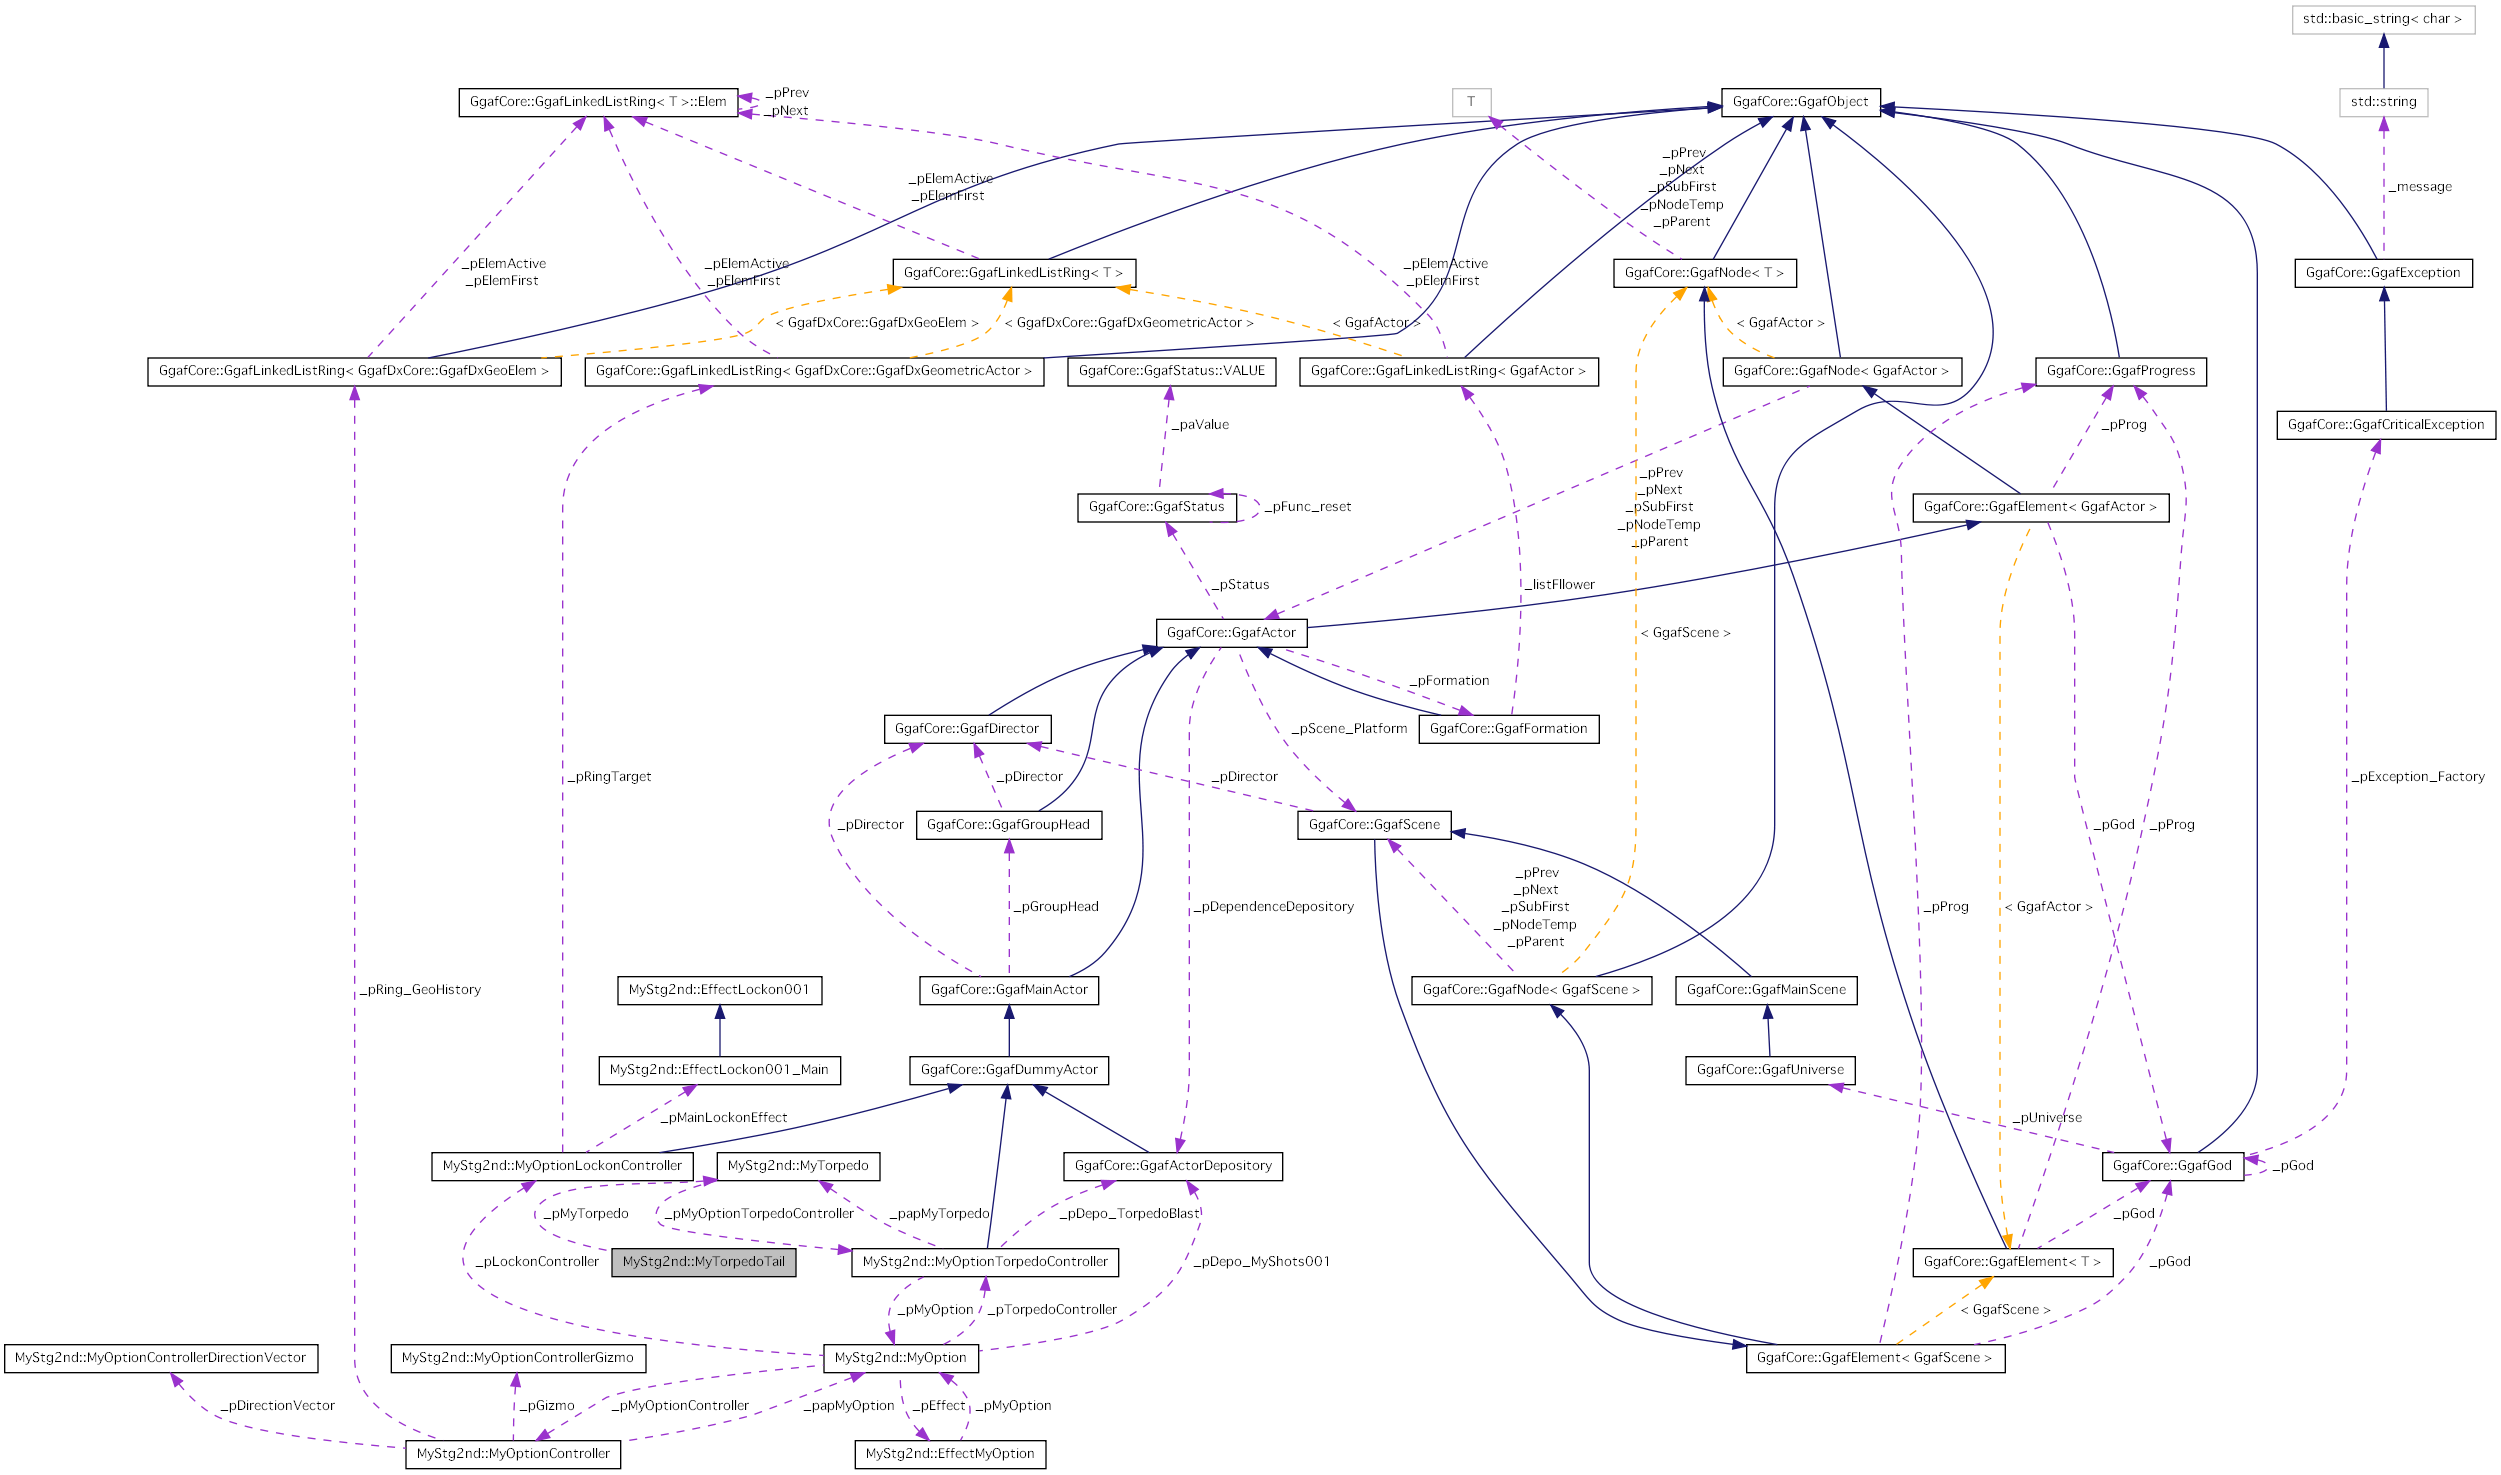 std::basic_string< char >
GgafCore::GgafLinkedListRing< T >::Elem
_pPrev
_pNext
T
GgafCore::GgafObject
std::string
_pElemActive
_pElemFirst
_pPrev
_pNext
_pSubFirst
_pNodeTemp
_pParent
_message
_pElemActive
_pElemFirst
_pElemActive
_pElemFirst
GgafCore::GgafLinkedListRing< T >
_pElemActive
_pElemFirst
GgafCore::GgafNode< T >
GgafCore::GgafException
< GgafDxCore::GgafDxGeoElem >
< GgafDxCore::GgafDxGeometricActor >
< GgafActor >
< GgafActor >
GgafCore::GgafLinkedListRing< GgafDxCore::GgafDxGeoElem >
GgafCore::GgafLinkedListRing< GgafDxCore::GgafDxGeometricActor >
GgafCore::GgafStatus::VALUE
GgafCore::GgafLinkedListRing< GgafActor >
GgafCore::GgafNode< GgafActor >
GgafCore::GgafProgress
_paValue
_pProg
GgafCore::GgafCriticalException
_pPrev
_pNext
_pSubFirst
_pNodeTemp
_pParent
GgafCore::GgafStatus
_pFunc_reset
GgafCore::GgafElement< GgafActor >
_pStatus
_listFllower
GgafCore::GgafActor
< GgafScene >
_pFormation
GgafCore::GgafDirector
_pScene_Platform
GgafCore::GgafFormation
_pRingTarget
_pDirector
_pDirector
_pException_Factory
_pDirector
GgafCore::GgafGroupHead
GgafCore::GgafScene
_pGod
_pProg
_pPrev
_pNext
_pSubFirst
_pNodeTemp
_pParent
_pGroupHead
_pDependenceDepository
_pProg
< GgafActor >
_pRing_GeoHistory
MyStg2nd::EffectLockon001
GgafCore::GgafMainActor
GgafCore::GgafNode< GgafScene >
GgafCore::GgafMainScene
MyStg2nd::EffectLockon001_Main
GgafCore::GgafDummyActor
GgafCore::GgafUniverse
_pMainLockonEffect
_pUniverse
MyStg2nd::MyOptionLockonController
MyStg2nd::MyTorpedo
GgafCore::GgafActorDepository
GgafCore::GgafGod
_pGod
_pMyTorpedo
_pMyOptionTorpedoController
_papMyTorpedo
_pDepo_TorpedoBlast
_pGod
_pLockonController
MyStg2nd::MyTorpedoTail
MyStg2nd::MyOptionTorpedoController
_pDepo_MyShots001
GgafCore::GgafElement< T >
_pGod
_pMyOption
_pTorpedoController
< GgafScene >
MyStg2nd::MyOptionControllerDirectionVector
MyStg2nd::MyOptionControllerGizmo
MyStg2nd::MyOption
GgafCore::GgafElement< GgafScene >
_pDirectionVector
_pGizmo
_pMyOptionController
_papMyOption
_pEffect
_pMyOption
MyStg2nd::MyOptionController
MyStg2nd::EffectMyOption